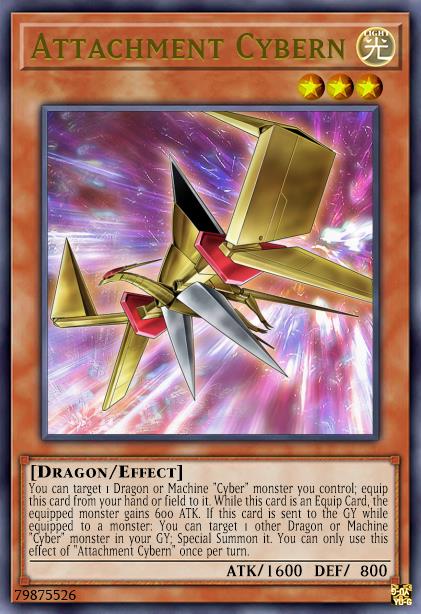 ATTACHMENT CYBERN
LIGHT
光
[DRAGON/EFFECT]
You can target 1 Dragon or Machine "Cyber" monster you control; equip
this card from your hand or field to it. While this card is an Equip Card, the
equipped monster gains 600 ATK. If this card is sent to the GY while
equipped to a monster: You can target 1 other Dragon or Machine
"Cyber" monster in your GY; Special Summon it. You can only use this
effect of "Attachment Cybern" once per turn.
ATK/1600 DEF/ 800
79875526